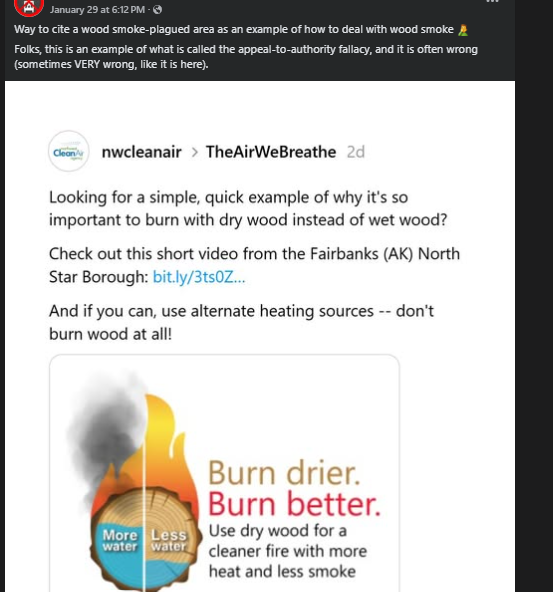 January 29 at 6:12 PM ·
Way to cite a wood smoke-plagued area as an example of how to deal with wood smoke 🤦
Folks, this is an example of what is called the appeal-to-authority fallacy, and it is often wrong
(sometimes VERY wrong, like it is here).
CleanAir
nwcleanair > TheAirWeBreathe 2d
Looking for a simple, quick example of why it's so
important to burn with dry wood instead of wet wood?
Check out this short video from the Fairbanks (AK) North
Star Borough: bit.ly/3ts0Z...
And if you can, use alternate heating sources -- don't
burn wood at all!
Burn drier.
Burn better.
More water
Less water
Use dry wood for a
cleaner fire with more
heat and less smoke